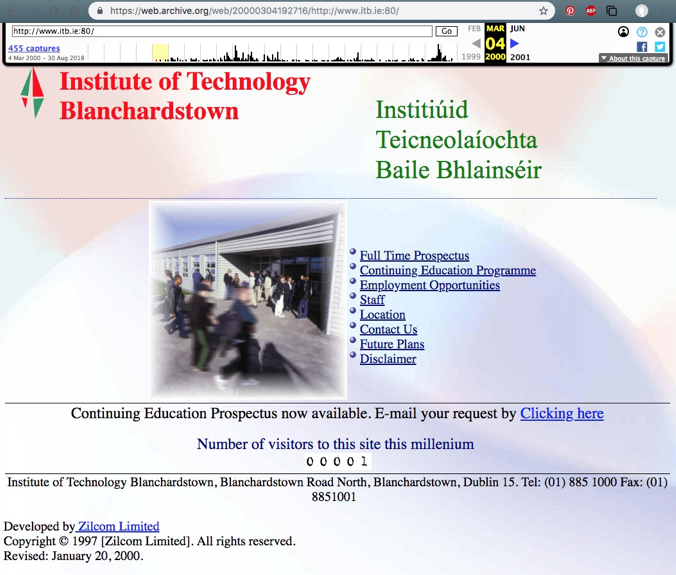 https://web.archive.org/web/20000304192716/http://www.itb.ie:80/
http://www.itb.ie:80/ Go FEB MAR JUN
455 captures 04
4 Mar 2000 – 30 Aug 2018 1999 2000 2001 ▼ About this capture
Institute of Technology
Blanchardstown
Institiúid
Teicneolaíochta
Baile Bhlainséir
Full Time Prospectus
Continuing Education Programme
Employment Opportunities
Staff
Location
Contact Us
Future Plans
Disclaimer
Continuing Education Prospectus now available. E-mail your request by Clicking here
Number of visitors to this site this millenium
0 0 0 0 1
Institute of Technology Blanchardstown, Blanchardstown Road North, Blanchardstown, Dublin 15. Tel: (01) 885 1000 Fax: (01)
8851001
Developed by Zilcom Limited
Copyright © 1997 [Zilcom Limited]. All rights reserved.
Revised: January 20, 2000.